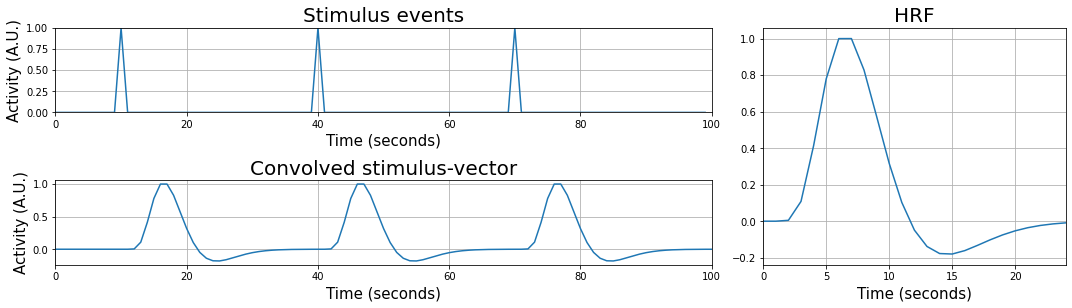 Stimulus events
Activity (A.U.)
1.00
0.75
0.50
0.25
0.00
0 20 40 60 80 100
Time (seconds)
Convolved stimulus-vector
Activity (A.U.)
1.0
0.5
0.0
0 20 40 60 80 100
Time (seconds)
HRF
1.0
0.8
0.6
0.4
0.2
0.0
−0.2
0 5 10 15 20
Time (seconds)